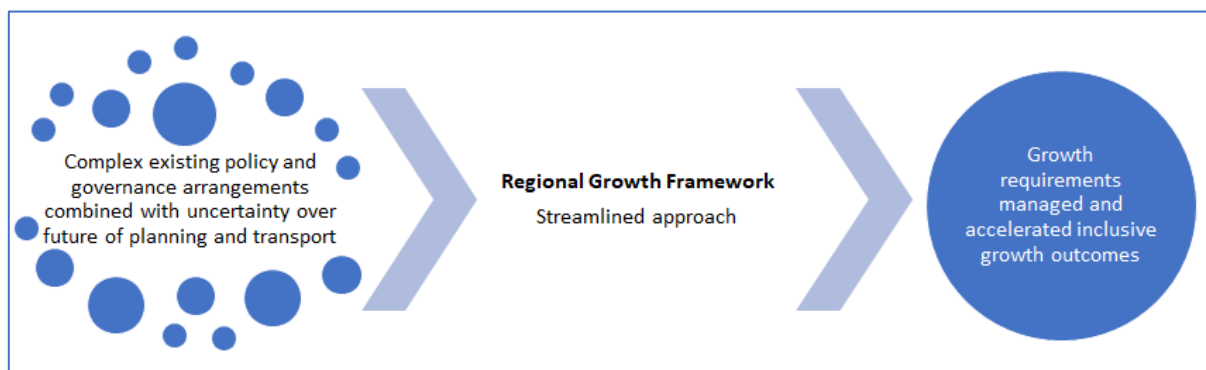 Complex existing policy and
governance arrangements
combined with uncertainty over
future of planning and transport
Regional Growth Framework
Streamlined approach
Growth
requirements
managed and
accelerated inclusive
growth outcomes